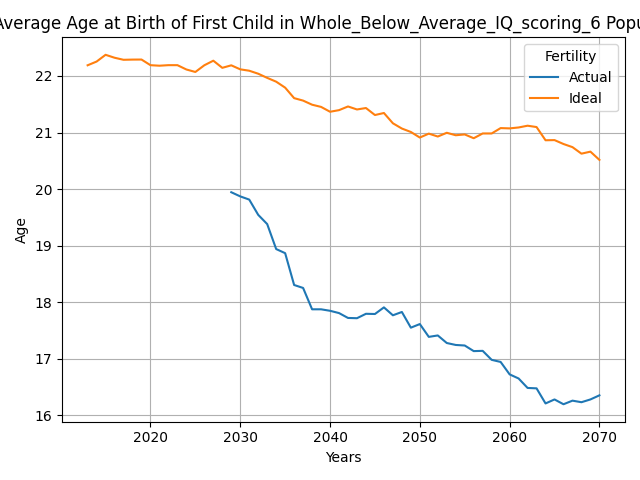 Average Age at Birth of First Child in Whole_Below_Average_IQ_scoring_6 Popu
Fertility
Actual
Ideal
22
21
20
19
18
17
16
Age
2020 2030 2040 2050 2060 2070
Years